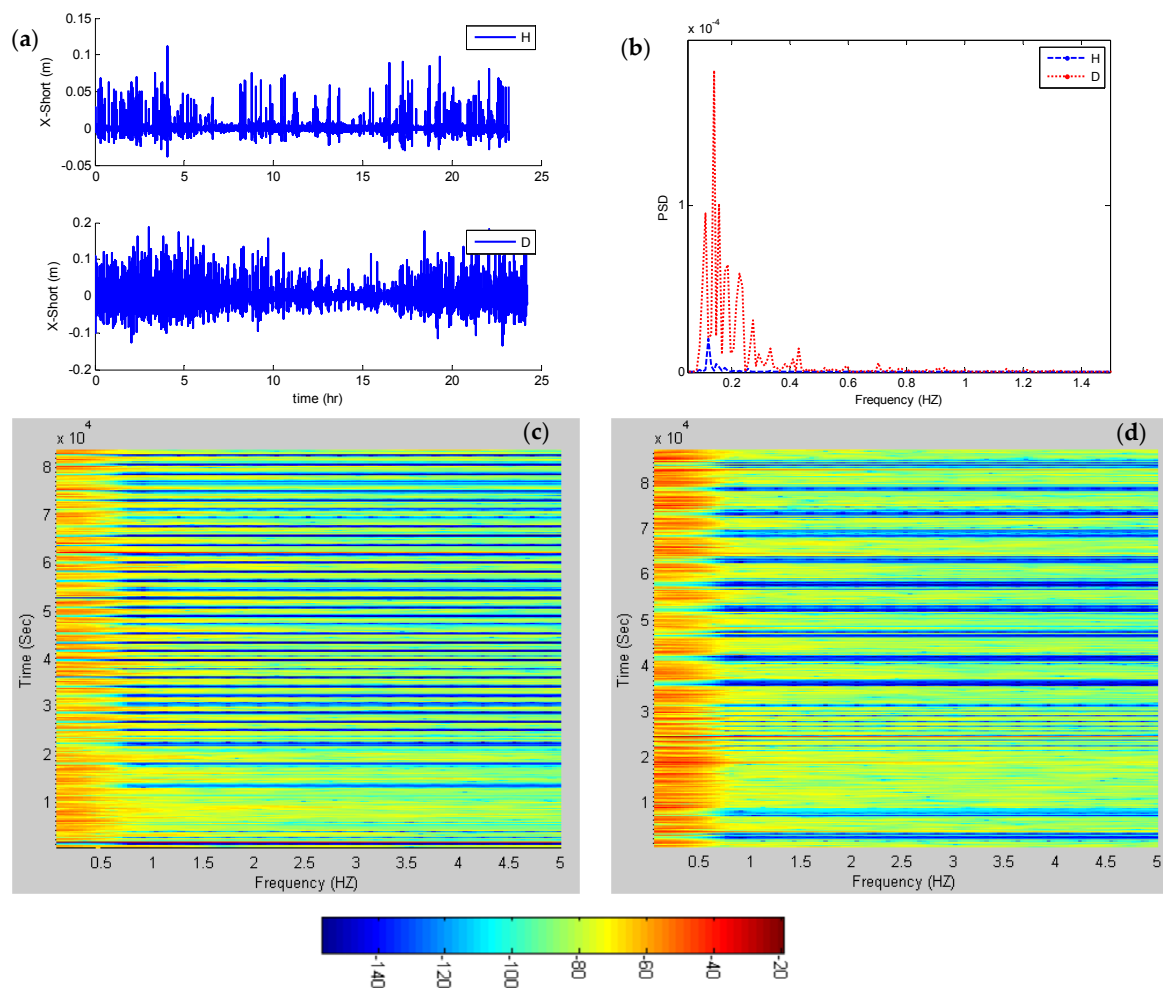 (a)
X-Short (m)
0.15
0.1
0.05
0
-0.05
H
0 5 10 15 20 25
X-Short (m)
0.2
0.1
0
-0.1
-0.2
D
0 5 10 15 20 25
time (hr)
(b)
x 10⁻⁴
PSD
1
0
H
D
0.2 0.4 0.6 0.8 1 1.2 1.4
Frequency (HZ)
(c)
x 10⁴
Time (Sec)
8
7
6
5
4
3
2
1
0.5 1 1.5 2 2.5 3 3.5 4 4.5 5
Frequency (HZ)
(d)
x 10⁴
Time (Sec)
8
7
6
5
4
3
2
1
0.5 1 1.5 2 2.5 3 3.5 4 4.5 5
Frequency (HZ)
-140 -120 -100 -80 -60 -40 -20